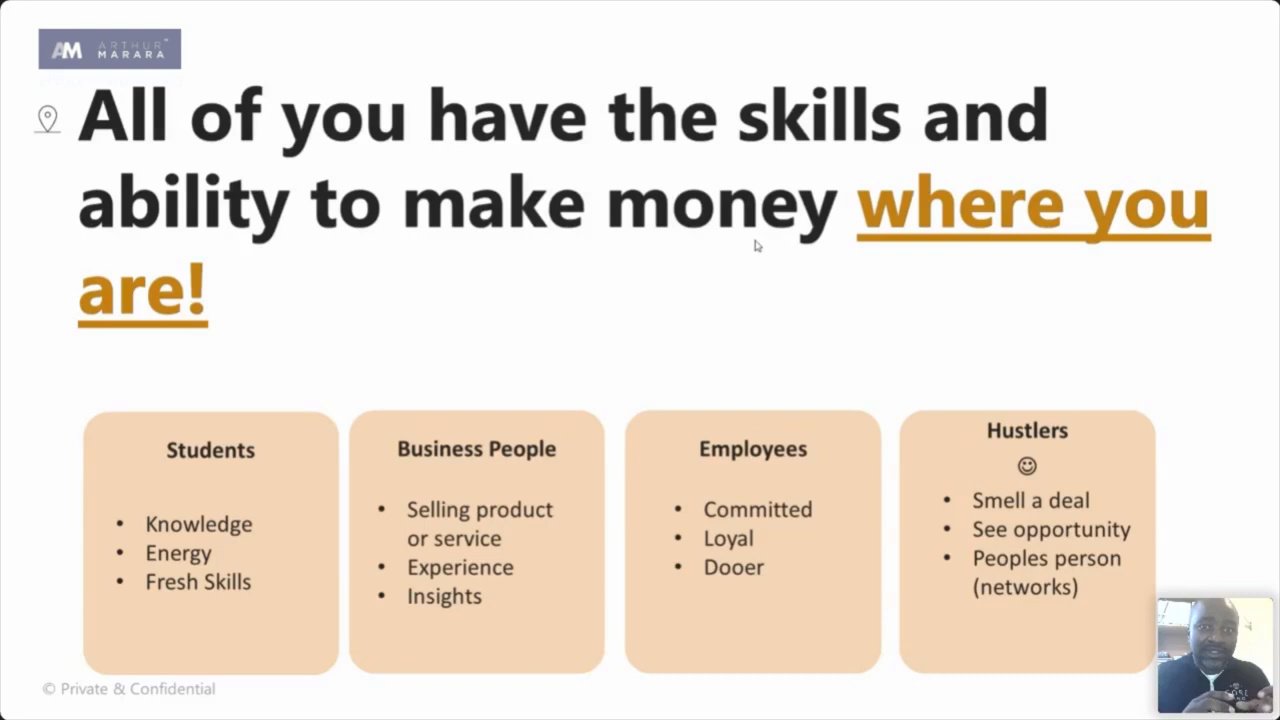 AM ARTHUR™
MARARA
All of you have the skills and
ability to make money where you
are!
Students
• Knowledge
• Energy
• Fresh Skills
Business People
• Selling product
or service
• Experience
• Insights
Employees
• Committed
• Loyal
• Dooer
Hustlers
☺
• Smell a deal
• See opportunity
• Peoples person
(networks)
© Private & Confidential